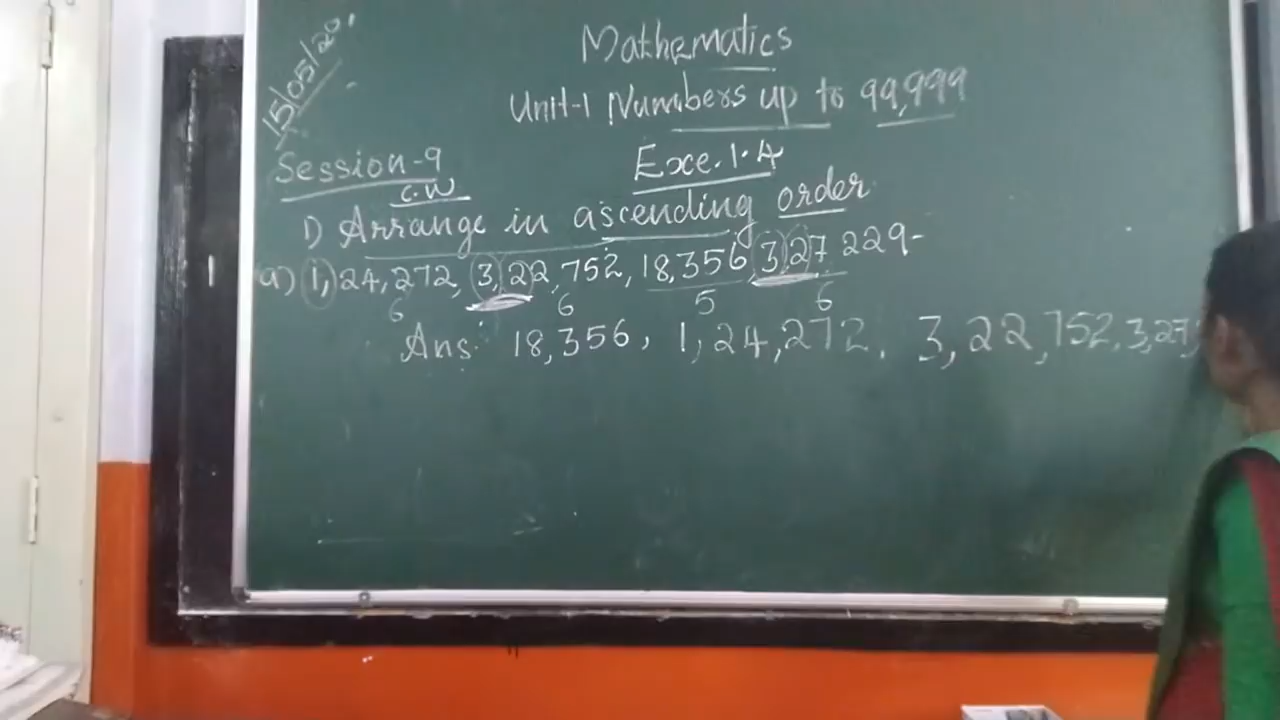 15/05/20
Mathematics
Unit-1 Numbers up to 99,999
Session-9
Exe.1.4
C.W
1) Arrange in ascending order
a) 1,24,272, 3,22,752, 18,356, 3,27,229-
6 6 5 6
Ans: 18,356, 1,24,272, 3,22,752, 3,27,